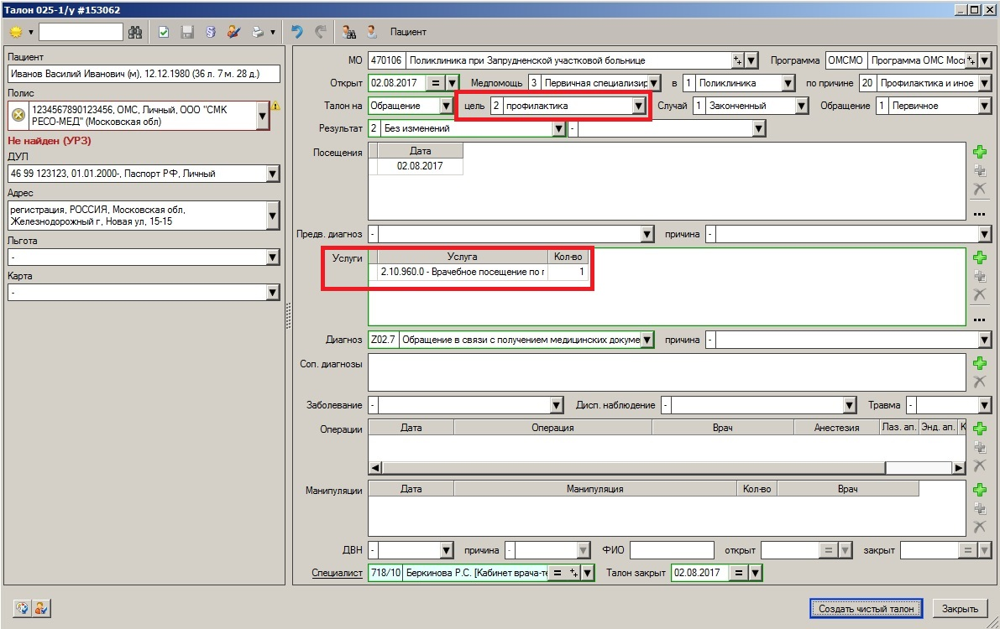 Талон 025-1/у #153062
Пациент
Пациент
Иванов Василий Иванович (м), 12.12.1980 (36 л. 7 м. 28 д.)
Полис
1234567890123456, ОМС, Личный, ООО "СМК
РЕСО-МЕД" (Московская обл)
Не найден (УРЗ)
ДУЛ
46 99 123123, 01.01.2000-, Паспорт РФ, Личный
Адрес
регистрация, РОССИЯ, Московская обл,
Железнодорожный г, Новая ул, 15-15
Льгота
-
Карта
-
МО 470106 Поликлиника при Запрудненской участковой больнице Программа ОМСМО Программа ОМС Мос
Открыт 02.08.2017 = Медпомощь 3 Первичная специализир в 1 Поликлиника по причине 20 Профилактика и иное
Талон на Обращение цель 2 профилактика Случай 1 Законченный Обращение 1 Первичное
Результат 2 Без изменений -
Посещения Дата
02.08.2017
...
Предв. диагноз - причина -
Услуги Услуга Кол-во
2.10.960.0 - Врачебное посещение по г 1
...
Диагноз Z02.7 Обращение в связи с получением медицинских докуме причина -
Соп. диагнозы
Заболевание - Дисп. наблюдение - Травма -
Операции Дата Операция Врач Анестезия Лаз. ап. Энд. ап. К
Манипуляции Дата Манипуляция Кол-во Врач
ДВН - причина - ФИО открыт = закрыт =
Специалист 718/10 Беркинова Р.С. [Кабинет врача-те = Талон закрыт 02.08.2017 =
Создать чистый талон Закрыть